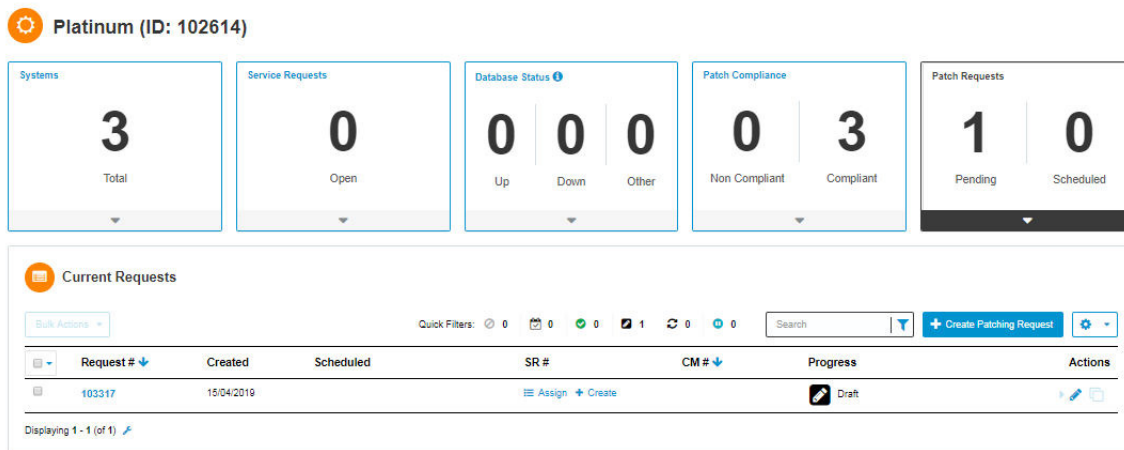 Platinum (ID: 102614)
Systems
3
Total
Service Requests
0
Open
Database Status
0 0 0
Up Down Other
Patch Compliance
0 3
Non Compliant Compliant
Patch Requests
1 0
Pending Scheduled
Current Requests
Bulk Actions Quick Filters: 0 0 0 1 0 0 Search Create Patching Request
Request # Created Scheduled SR # CM # Progress Actions
103317 15/04/2019 Assign + Create Draft
Displaying 1 - 1 (of 1)